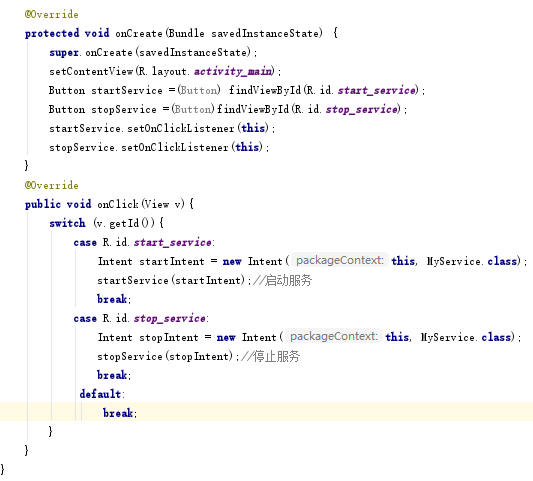 @Override
protected void onCreate(Bundle savedInstanceState) {
super.onCreate(savedInstanceState);
setContentView(R.layout.activity_main);
Button startService =(Button) findViewById(R.id.start_service);
Button stopService =(Button)findViewById(R.id.stop_service);
startService.setOnClickListener(this);
stopService.setOnClickListener(this);
}
@Override
public void onClick(View v){
switch (v.getId()){
case R.id.start_service:
Intent startIntent = new Intent( packageContext: this, MyService.class);
startService(startIntent);//启动服务
break;
case R.id.stop_service:
Intent stopIntent = new Intent( packageContext: this, MyService.class);
stopService(stopIntent);//停止服务
break;
default:
break;
}
}
}